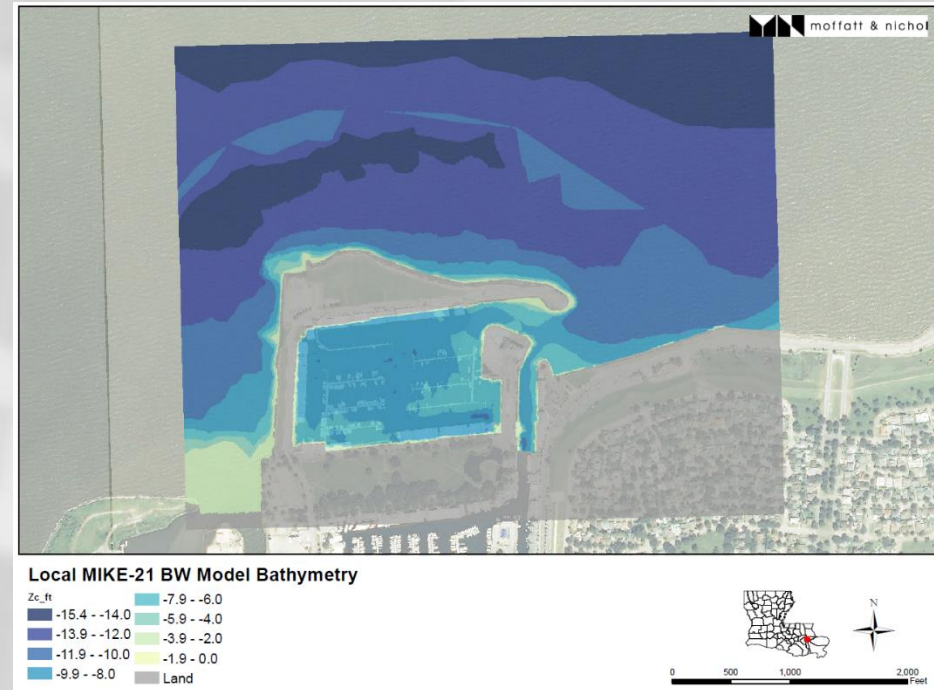 moffatt & nichol
Local MIKE-21 BW Model Bathymetry
Zc_ft
-15.4 - -14.0
-13.9 - -12.0
-11.9 - -10.0
-9.9 - -8.0
-7.9 - -6.0
-5.9 - -4.0
-3.9 - -2.0
-1.9 - 0.0
Land
N
0 500 1,000 2,000
Feet